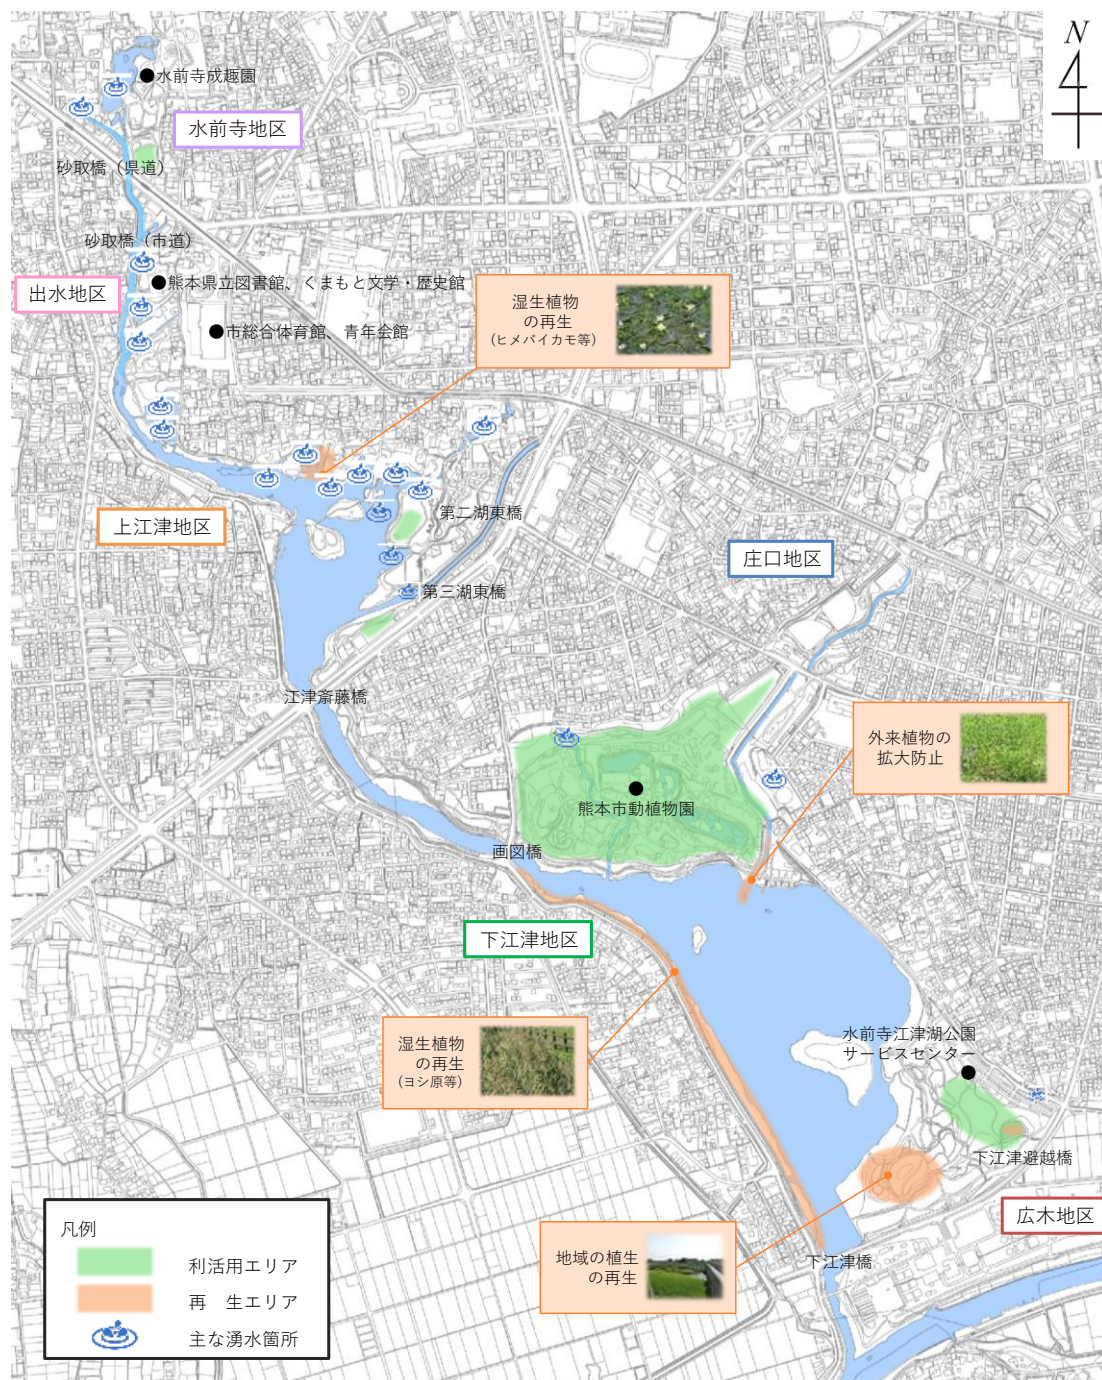 N
水前寺成趣園
水前寺地区
砂取橋（県道）
砂取橋（市道）
出水地区
熊本県立図書館、くまもと文学・歴史館
市総合体育館、青年会館
湿生植物
の再生
(ヒメバイカモ等)
上江津地区
第二湖東橋
庄口地区
第三湖東橋
江津斎藤橋
外来植物の
拡大防止
熊本市動植物園
画図橋
下江津地区
湿生植物
の再生
(ヨシ原等)
水前寺江津湖公園
サービスセンター
下江津避越橋
広木地区
地域の植生
の再生
下江津橋
凡例
利活用エリア
再　生エリア
主な湧水箇所